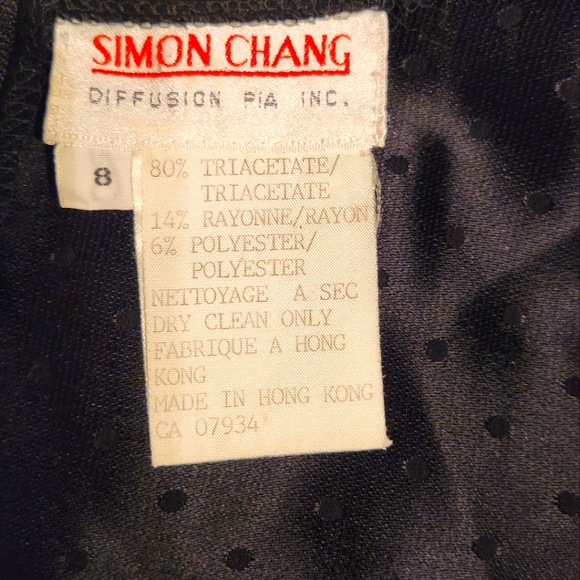 SIMON CHANG
DIFFUSION PIA INC.
8
80% TRIACETATE/
TRIACETATE
14% RAYONNE/RAYON
6% POLYESTER/
POLYESTER
NETTOYAGE A SEC
DRY CLEAN ONLY
FABRIQUE A HONG
KONG
MADE IN HONG KONG
CA 07934